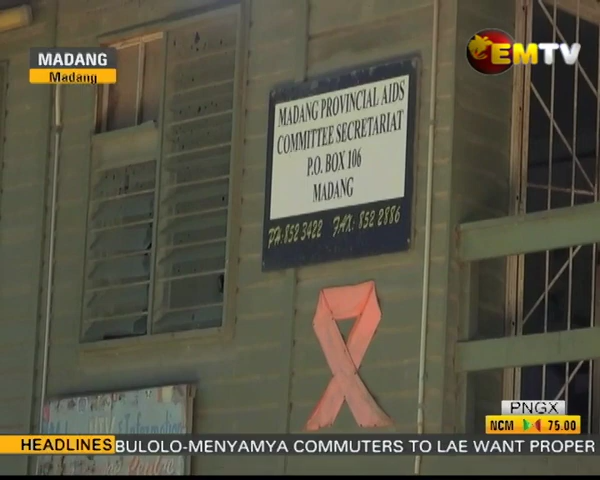 MADANG
Madang
EMTV
MADANG PROVINCIAL AIDS
COMMITTEE SECRETARIAT
P.O. BOX 106
MADANG
PH: 852 3422 FAX: 852 2886
PNGX
NCM 75.00
HEADLINES BULOLO-MENYAMYA COMMUTERS TO LAE WANT PROPER